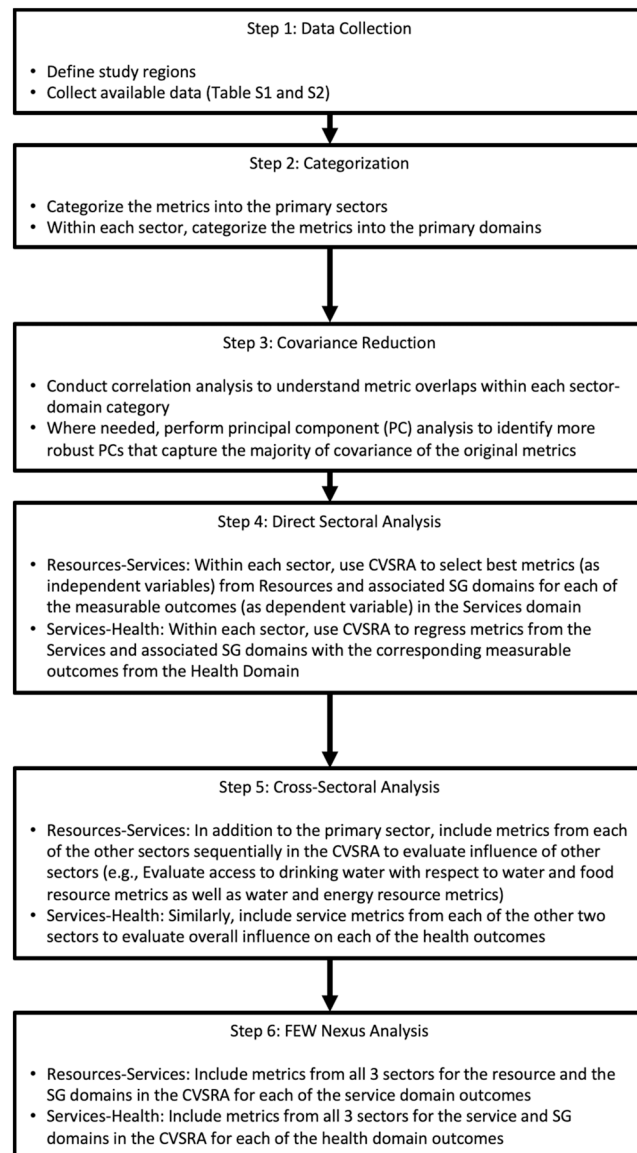 Step 1: Data Collection
• Define study regions
• Collect available data (Table S1 and S2)
Step 2: Categorization
• Categorize the metrics into the primary sectors
• Within each sector, categorize the metrics into the primary domains
Step 3: Covariance Reduction
• Conduct correlation analysis to understand metric overlaps within each sector-
domain category
• Where needed, perform principal component (PC) analysis to identify more
robust PCs that capture the majority of covariance of the original metrics
Step 4: Direct Sectoral Analysis
• Resources-Services: Within each sector, use CVSRA to select best metrics (as
independent variables) from Resources and associated SG domains for each of
the measurable outcomes (as dependent variable) in the Services domain
• Services-Health: Within each sector, use CVSRA to regress metrics from the
Services and associated SG domains with the corresponding measurable
outcomes from the Health Domain
Step 5: Cross-Sectoral Analysis
• Resources-Services: In addition to the primary sector, include metrics from each
of the other sectors sequentially in the CVSRA to evaluate influence of other
sectors (e.g., Evaluate access to drinking water with respect to water and food
resource metrics as well as water and energy resource metrics)
• Services-Health: Similarly, include service metrics from each of the other two
sectors to evaluate overall influence on each of the health outcomes
Step 6: FEW Nexus Analysis
• Resources-Services: Include metrics from all 3 sectors for the resource and the
SG domains in the CVSRA for each of the service domain outcomes
• Services-Health: Include metrics from all 3 sectors for the service and SG
domains in the CVSRA for each of the health domain outcomes